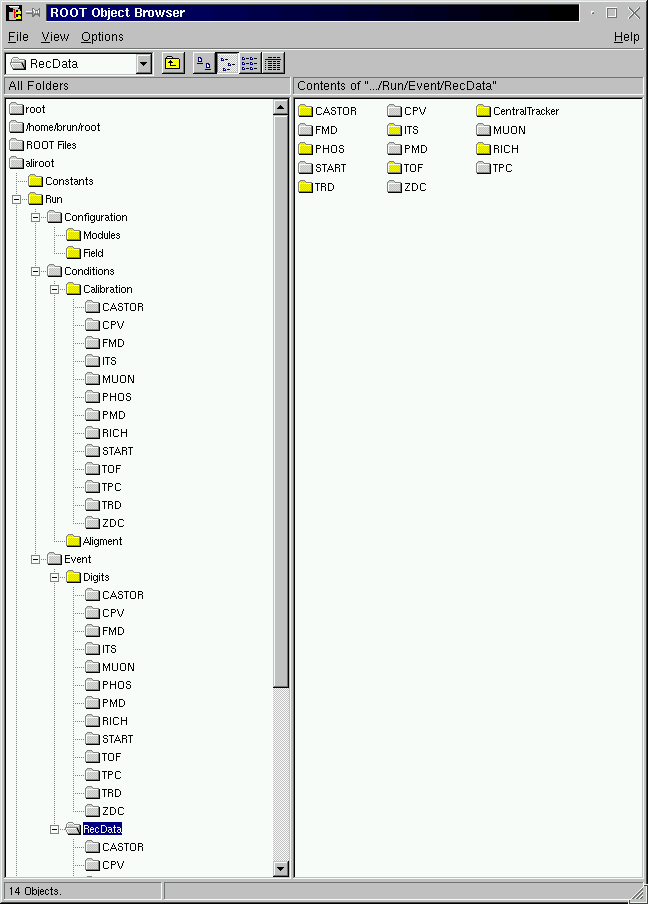 ROOT Object Browser
File View Options Help
RecData
All Folders
Contents of ".../Run/Event/RecData"
root
/home/brun/root
ROOT Files
aliroot
Constants
Run
Configuration
Modules
Field
Conditions
Calibration
CASTOR
CPV
FMD
ITS
MUON
PHOS
PMD
RICH
START
TOF
TPC
TRD
ZDC
Aligment
Event
Digits
CASTOR
CPV
FMD
ITS
MUON
PHOS
PMD
RICH
START
TOF
TPC
TRD
ZDC
RecData
CASTOR
CPV
CASTOR CPV CentralTracker
FMD ITS MUON
PHOS PMD RICH
START TOF TPC
TRD ZDC
14 Objects.